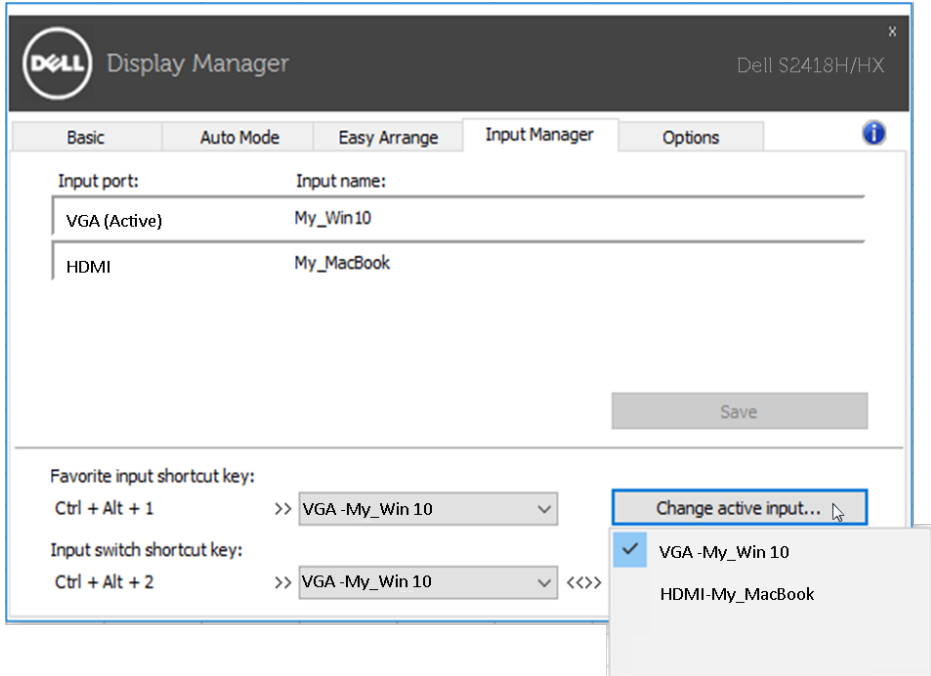 x
DELL Display Manager Dell S2418H/HX
Basic Auto Mode Easy Arrange Input Manager Options i
Input port: Input name:
VGA (Active) My_Win10
HDMI My_MacBook
Save
Favorite input shortcut key:
Ctrl + Alt + 1 >> VGA -My_Win 10 Change active input...
Input switch shortcut key:
VGA -My_Win 10
Ctrl + Alt + 2 >> VGA -My_Win 10 <<>>
HDMI-My_MacBook